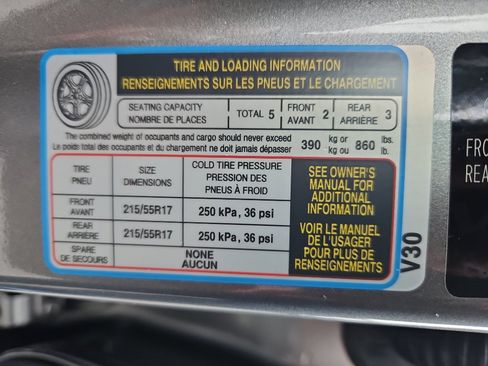 TIRE AND LOADING INFORMATION
RENSEIGNEMENTS SUR LES PNEUS ET LE CHARGEMENT
SEATING CAPACITY
NOMBRE DE PLACES
TOTAL 5
FRONT
AVANT 2
REAR
ARRIÈRE 3
The combined weight of occupants and cargo should never exceed
Le poids total des occupants et du chargement ne doit jamais dépasser
390 kg or
kg ou
860 lbs.
lb.
TIRE
PNEU
SIZE
DIMENSIONS
COLD TIRE PRESSURE
PRESSION DES
PNEUS À FROID
FRONT
AVANT
215/55R17
250 kPa, 36 psi
REAR
ARRIÈRE
215/55R17
250 kPa, 36 psi
SPARE
DE SECOURS
NONE
AUCUN
SEE OWNER'S
MANUAL FOR
ADDITIONAL
INFORMATION
VOIR LE MANUEL
DE L'USAGER
POUR PLUS DE
RENSEIGNEMENTS
V30
FRO
REA